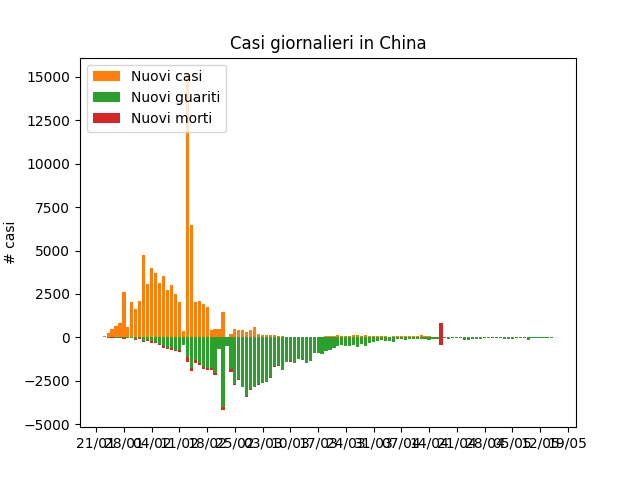 Casi giornalieri in China
Nuovi casi
Nuovi guariti
Nuovi morti
# casi
15000
12500
10000
7500
5000
2500
0
−2500
−5000
21/01 28/01 04/02 11/02 18/02 25/02 03/03 10/03 17/03 24/03 31/03 07/04 14/04 21/04 28/04 05/05 12/05 19/05